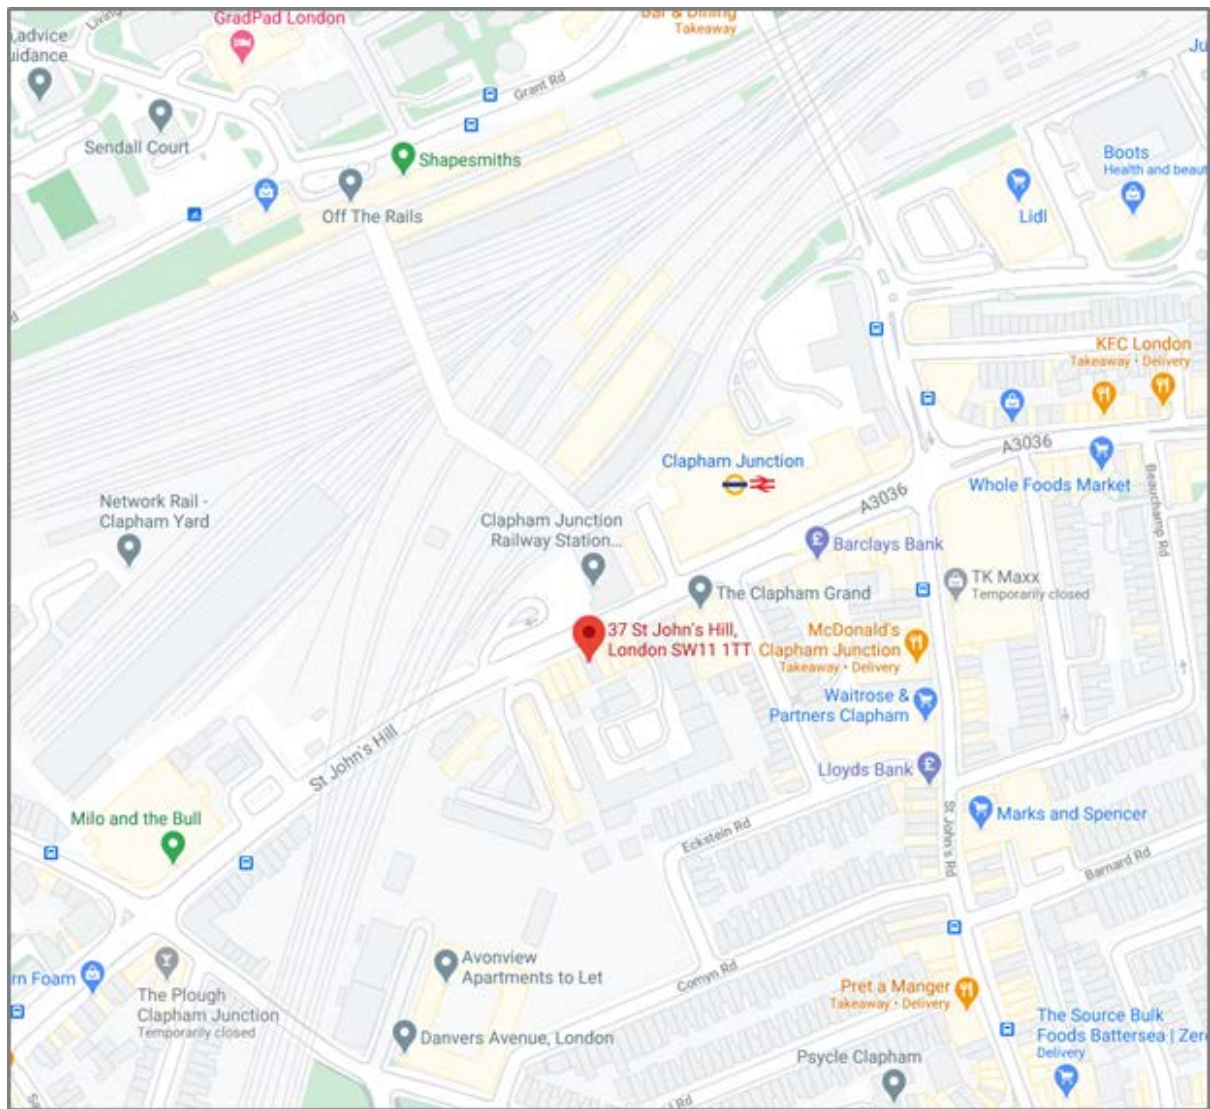 GradPad London
Bar & Dining
Takeaway
advice
uidance
Grant Rd
Sendall Court
Shapesmiths
Off The Rails
Boots
Health and beaut
Lidl
KFC London
Takeaway • Delivery
A3036
Clapham Junction
Whole Foods Market
A3036
Beauchamp Rd
Network Rail -
Clapham Yard
Clapham Junction
Railway Station...
Barclays Bank
TK Maxx
Temporarily closed
The Clapham Grand
37 St John's Hill,
London SW11 1TT
McDonald's
Clapham Junction
Takeaway • Delivery
Waitrose &
Partners Clapham
St John's Hill
Lloyds Bank
Milo and the Bull
Marks and Spencer
Eckstein Rd
St John's Rd
Barnard Rd
Avonview
Apartments to Let
rn Foam
Comyn Rd
The Plough
Clapham Junction
Temporarily closed
Pret a Manger
Takeaway • Delivery
The Source Bulk
Foods Battersea | Zero
Delivery
Danvers Avenue, London
Psycle Clapham
Rd